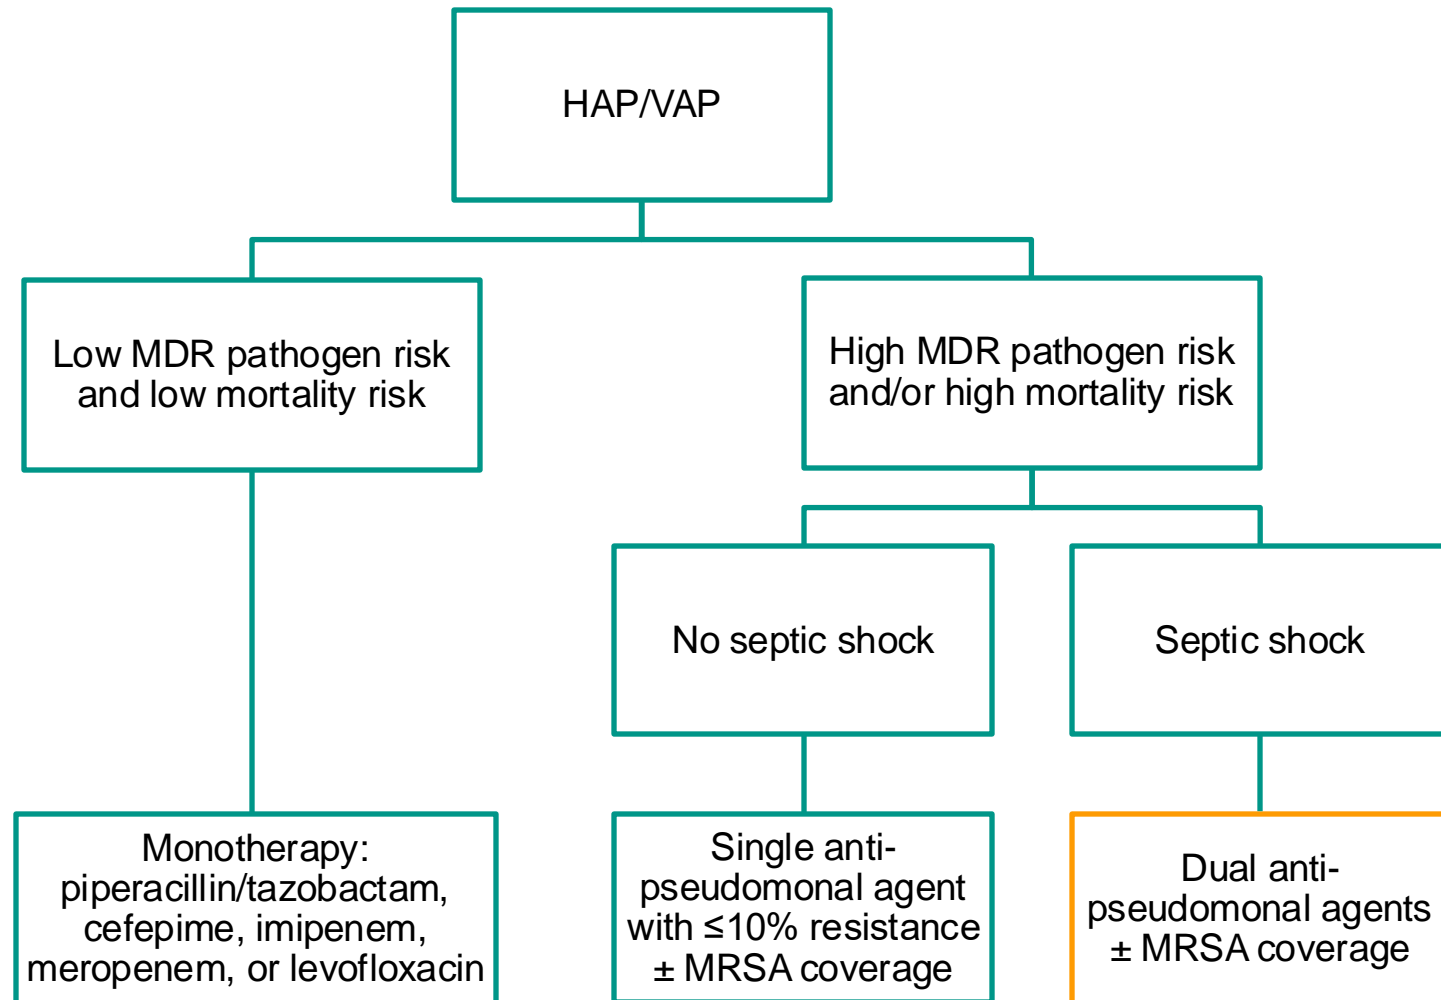 HAP/VAP
Low MDR pathogen risk
and low mortality risk
High MDR pathogen risk
and/or high mortality risk
No septic shock
Septic shock
Monotherapy:
piperacillin/tazobactam,
cefepime, imipenem,
meropenem, or levofloxacin
Single anti-
pseudomonal agent
with ≤10% resistance
± MRSA coverage
Dual anti-
pseudomonal agents
± MRSA coverage